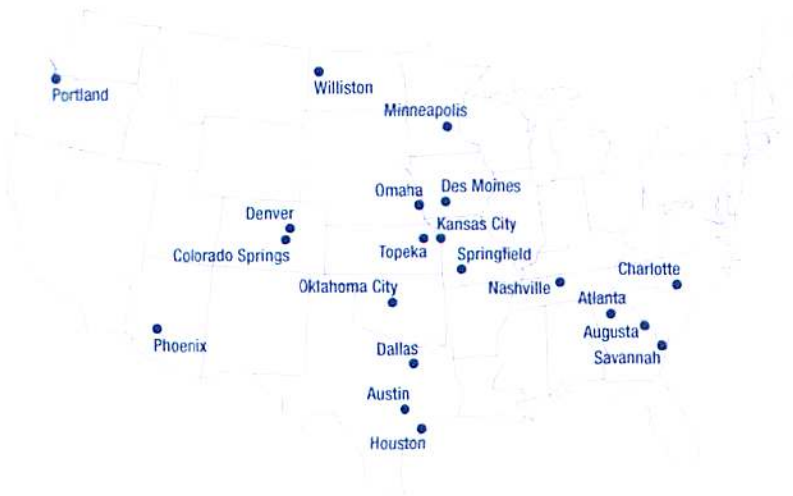 Williston
Portland
Minneapolis
Omaha
Des Moines
Denver
Kansas City
Colorado Springs
Topeka
Springfield
Charlotte
Oklahoma City
Nashville
Atlanta
Augusta
Phoenix
Dallas
Savannah
Austin
Houston